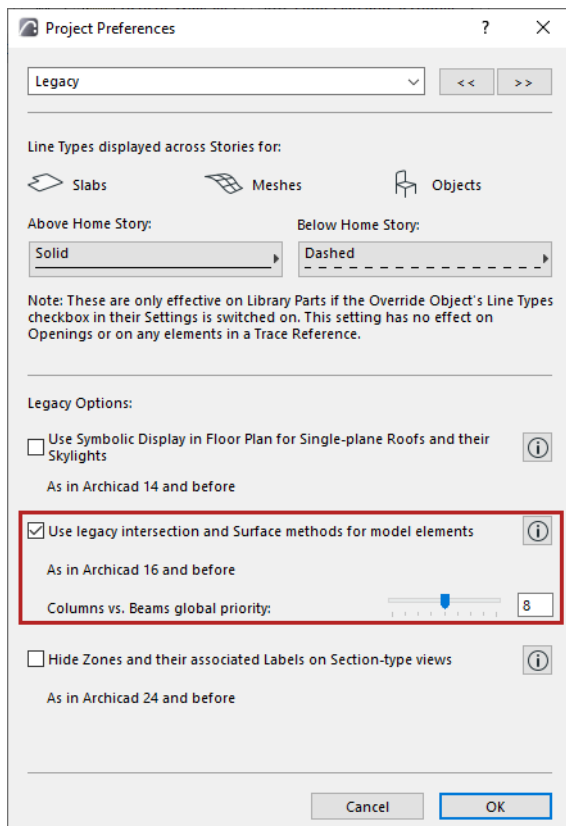 Project Preferences
?
Legacy
<< >>
Line Types displayed across Stories for:
Slabs Meshes Objects
Above Home Story: Below Home Story:
Solid Dashed
Note: These are only effective on Library Parts if the Override Object's Line Types
checkbox in their Settings is switched on. This setting has no effect on
Openings or on any elements in a Trace Reference.
Legacy Options:
Use Symbolic Display in Floor Plan for Single-plane Roofs and their
Skylights
As in Archicad 14 and before
Use legacy intersection and Surface methods for model elements
As in Archicad 16 and before
Columns vs. Beams global priority: 8
Hide Zones and their associated Labels on Section-type views
As in Archicad 24 and before
Cancel OK